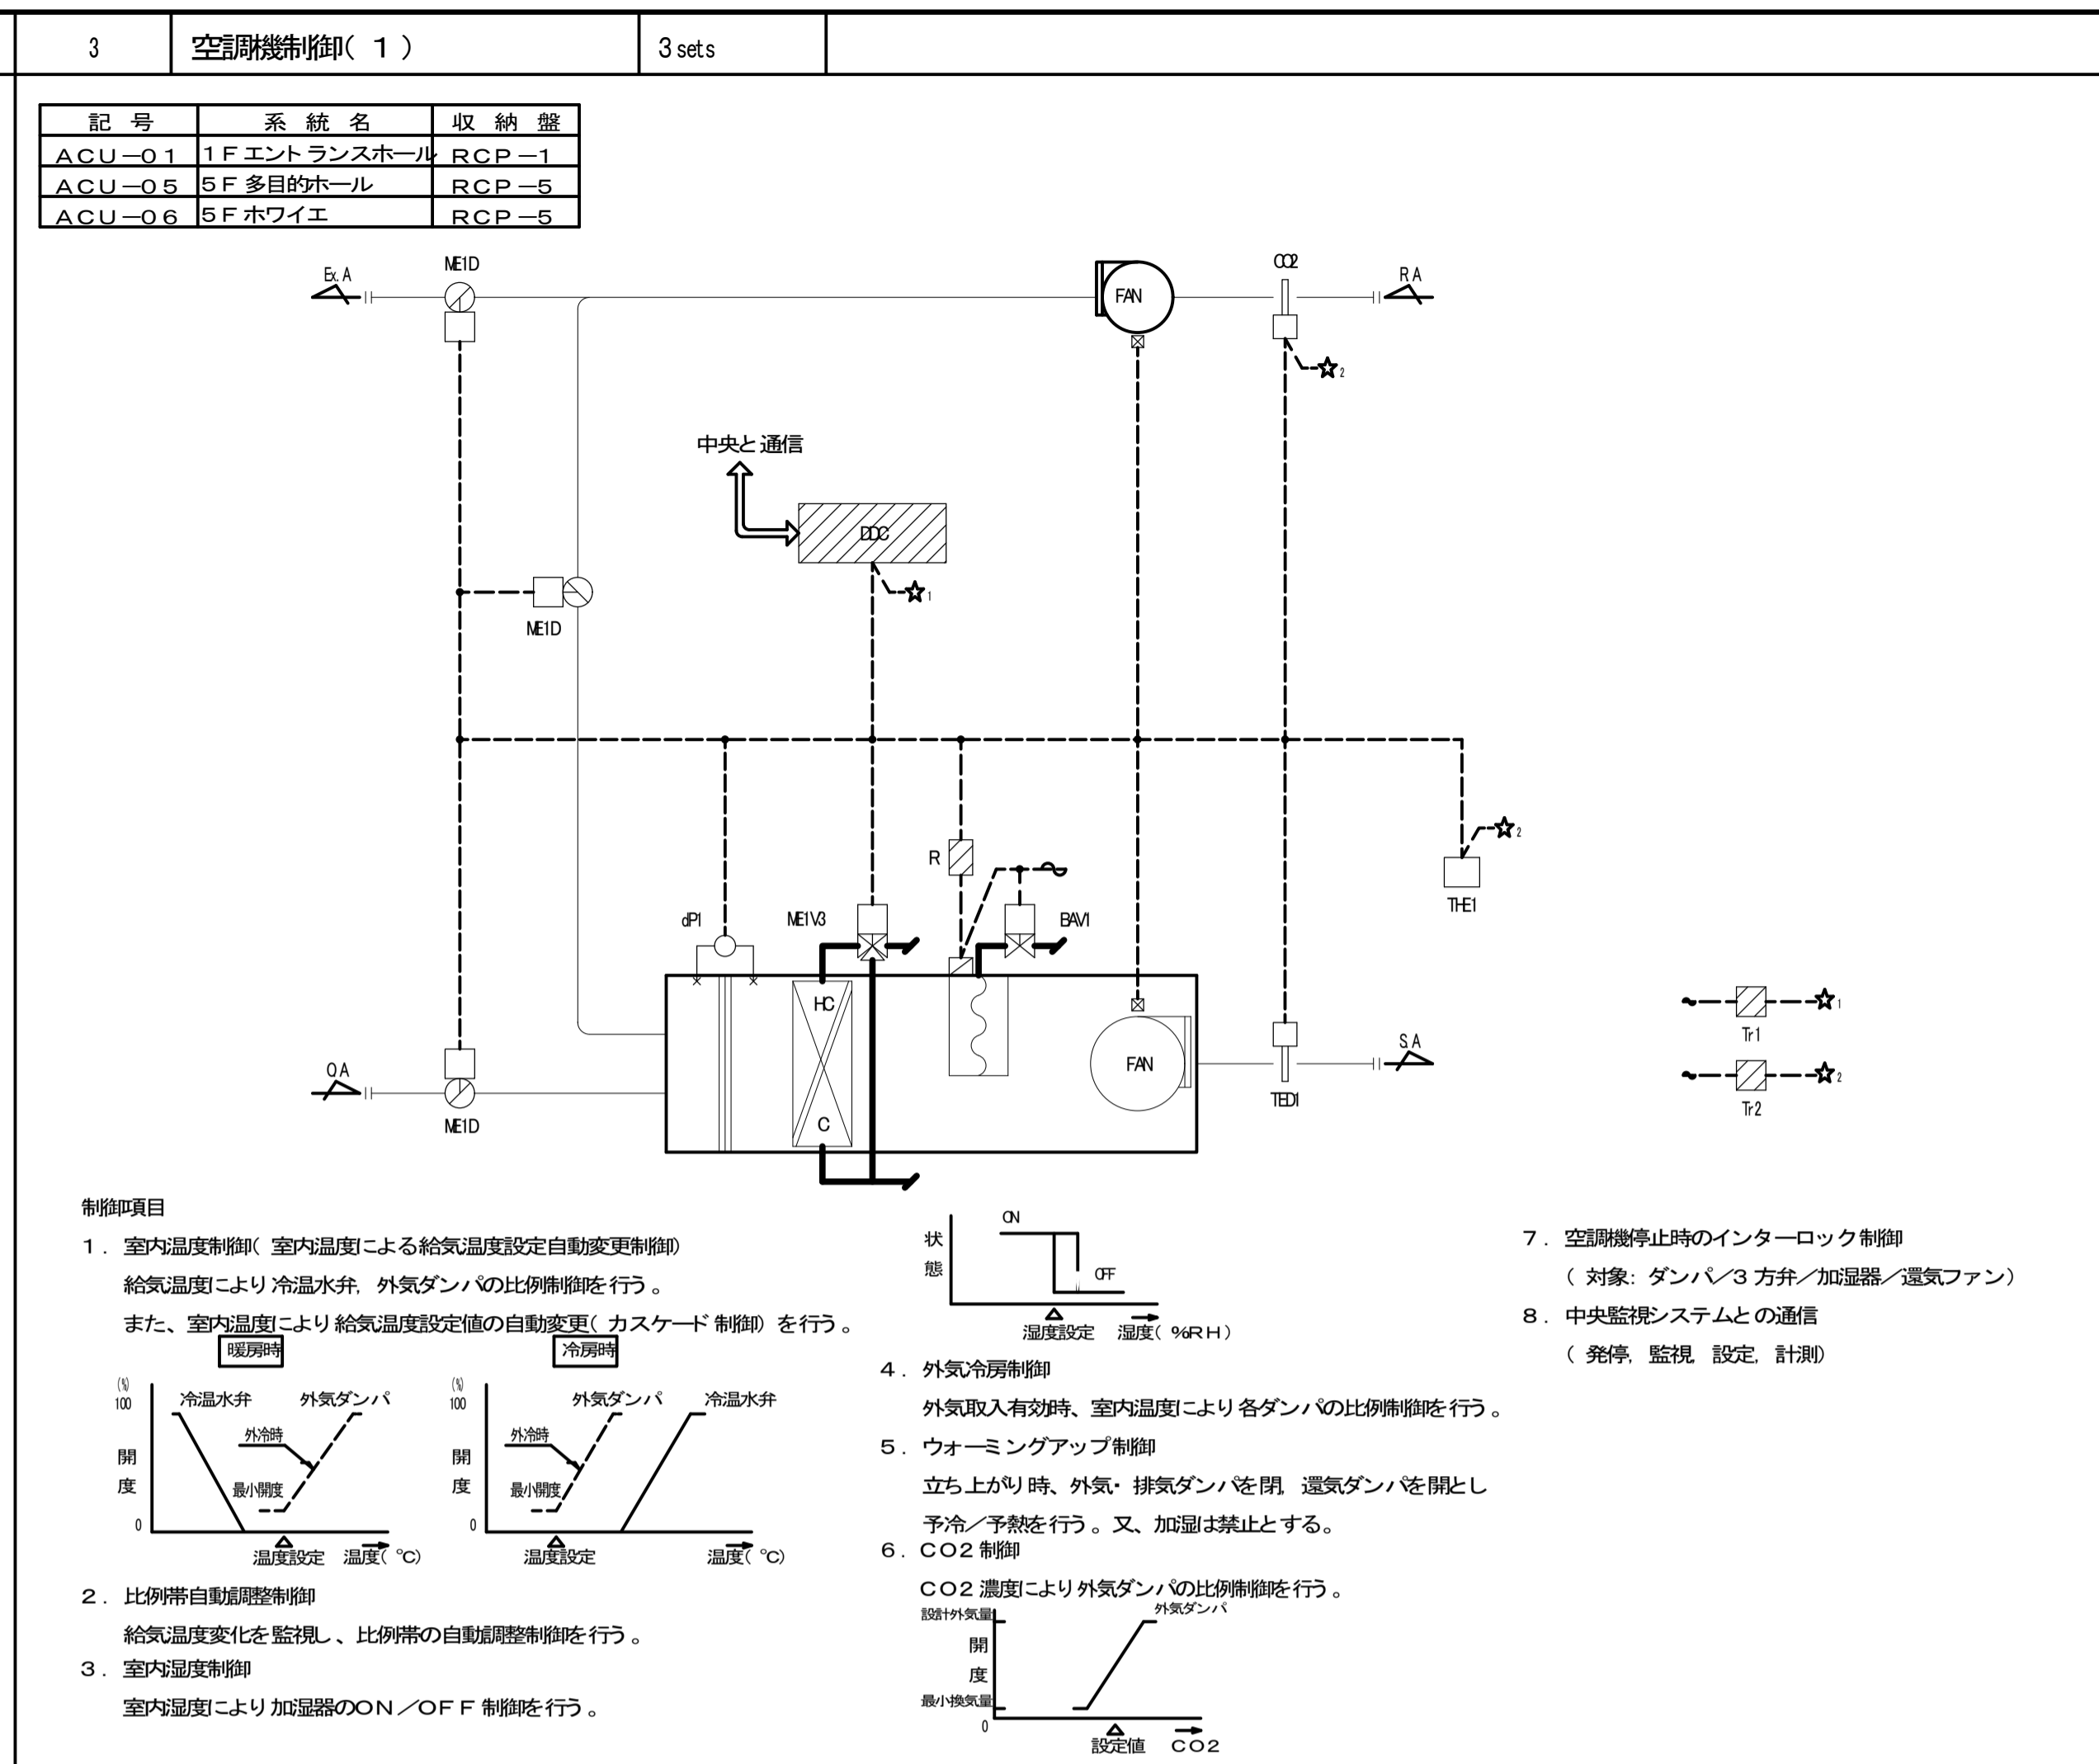 3 空調機制御(1) 3 sets
記号 系統名 収納盤
ACU-01 1Fエントランスホール RCP-1
ACU-05 5F多目的ホール RCP-5
ACU-06 5Fホワイエ RCP-5
Ex.A
ME1D
FAN
CO2
RA
☆2
中央と通信
DDC
☆1
ME1D
R
☆2
THE1
dP1
ME1V3
BAV1
HC
C
FAN
TED1
S.A
O.A
ME1D
☆1
Tr1
☆2
Tr2
制御項目
1. 室内温度制御(室内温度による給気温度設定自動変更制御)
給気温度により冷温水弁, 外気ダンパの比例制御を行う。
また、室内温度により給気温度設定値の自動変更(カスケード制御)を行う。
暖房時
(%)
100
開
度
0
冷温水弁
外気ダンパ
外冷時
最小開度
温度設定 温度(℃)
冷房時
(%)
100
開
度
0
外気ダンパ
冷温水弁
外冷時
最小開度
温度設定 温度(℃)
2. 比例帯自動調整制御
給気温度変化を監視し、比例帯の自動調整制御を行う。
3. 室内湿度制御
室内湿度により加湿器のON/OFF制御を行う。
状
態
ON
OFF
湿度設定 湿度(%RH)
4. 外気冷房制御
外気取入有効時、室内温度により各ダンパの比例制御を行う。
5. ウォーミングアップ制御
立ち上がり時、外気・排気ダンパを閉, 還気ダンパを開とし
予冷/予熱を行う。又、加湿は禁止とする。
6. CO2制御
CO2濃度により外気ダンパの比例制御を行う。
設計外気量
開
度
最小換気量
0
外気ダンパ
設定値 CO2
7. 空調機停止時のインターロック制御
(対象: ダンパ/3方弁/加湿器/還気ファン)
8. 中央監視システムとの通信
(発停, 監視, 設定, 計測)